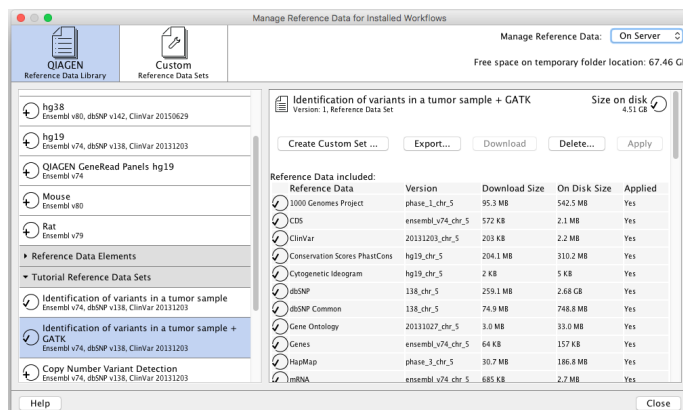 Manage Reference Data for Installed Workflows
QIAGEN
Reference Data Library
Custom
Reference Data Sets
Manage Reference Data: On Server
Free space on temporary folder location: 67.46 G
hg38
Ensembl v80, dbSNP v142, ClinVar 20150629
hg19
Ensembl v74, dbSNP v138, ClinVar 20131203
QIAGEN GeneRead Panels hg19
Ensembl v74
Mouse
Ensembl v80
Rat
Ensembl v79
Reference Data Elements
Tutorial Reference Data Sets
Identification of variants in a tumor sample
Ensembl v74, dbSNP v138, ClinVar 20131203
Identification of variants in a tumor sample +
GATK
Ensembl v74, dbSNP v138, ClinVar 20131203
Copy Number Variant Detection
Ensembl v74, dbSNP v138, ClinVar 20131203
Identification of variants in a tumor sample + GATK
Version: 1, Reference Data Set
Size on disk
4.51 GB
Create Custom Set ... Export... Download Delete... Apply
Reference Data included:
Reference Data Version Download Size On Disk Size Applied
1000 Genomes Project phase_1_chr_5 95.3 MB 542.5 MB Yes
CDS ensembl_v74_chr_5 572 KB 2.1 MB Yes
ClinVar 20131203_chr_5 203 KB 2.2 MB Yes
Conservation Scores PhastCons hg19_chr_5 204.1 MB 310.2 MB Yes
Cytogenetic Ideogram hg19_chr_5 2 KB 5 KB Yes
dbSNP 138_chr_5 259.1 MB 2.68 GB Yes
dbSNP Common 138_chr_5 74.9 MB 748.8 MB Yes
Gene Ontology 20131027_chr_5 3.0 MB 33.0 MB Yes
Genes ensembl_v74_chr_5 64 KB 157 KB Yes
HapMap phase_3_chr_5 30.7 MB 186.8 MB Yes
mRNA ensembl_v74_chr_5 685 KB 2.7 MB Yes
Help Close